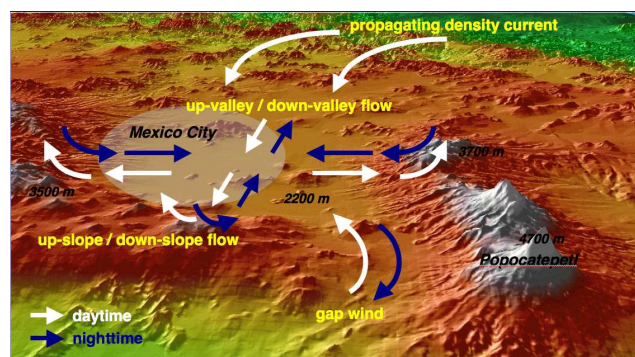 propagating density current
up-valley / down-valley flow
Mexico City
3700 m
3500 m
2200 m
up-slope / down-slope flow
4700 m
Popocatepetl
gap wind
daytime
nighttime